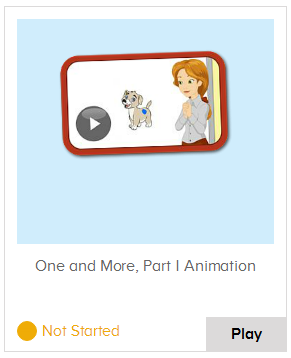 One and More, Part I Animation
Not Started
Play